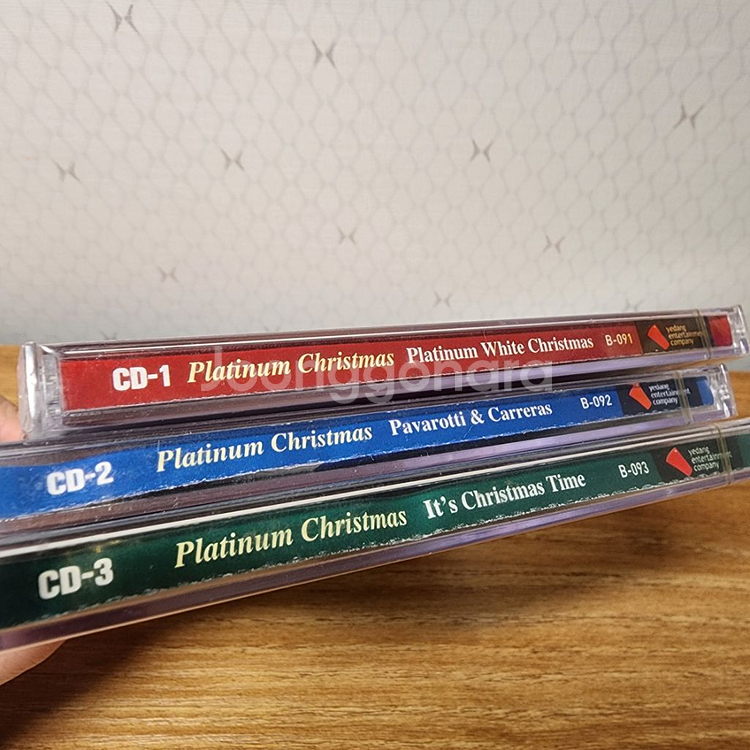 CD-1 Platinum Christmas Platinum White Christmas B-091 yedang entertainment company
CD-2 Platinum Christmas Pavarotti & Carreras B-092 yedang entertainment company
CD-3 Platinum Christmas It's Christmas Time B-093 yedang entertainment company
Joonggonara